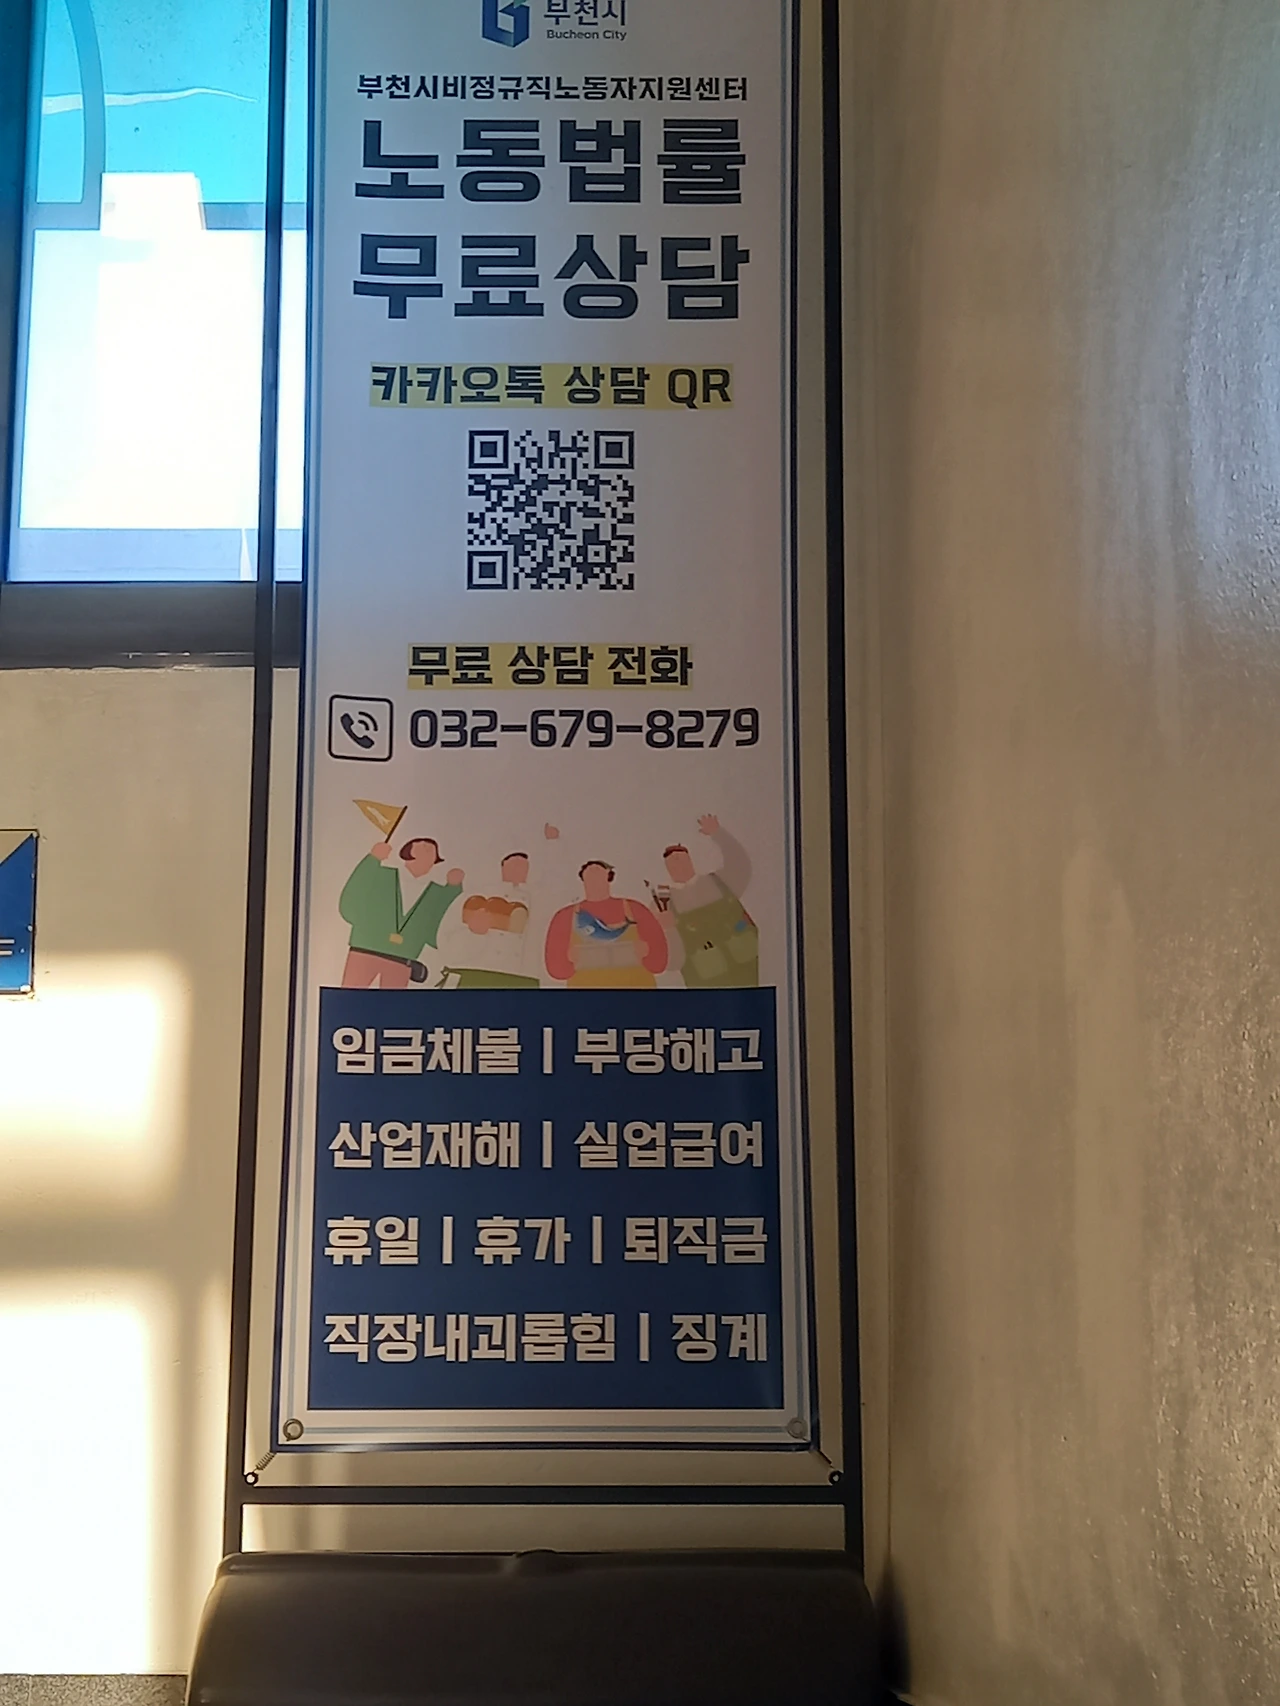 부천시
Bucheon City
부천시비정규직노동자지원센터
노동법률
무료상담
카카오톡 상담 QR
무료 상담 전화
032-679-8279
임금체불 | 부당해고
산업재해 | 실업급여
휴일 | 휴가 | 퇴직금
직장내괴롭힘 | 징계